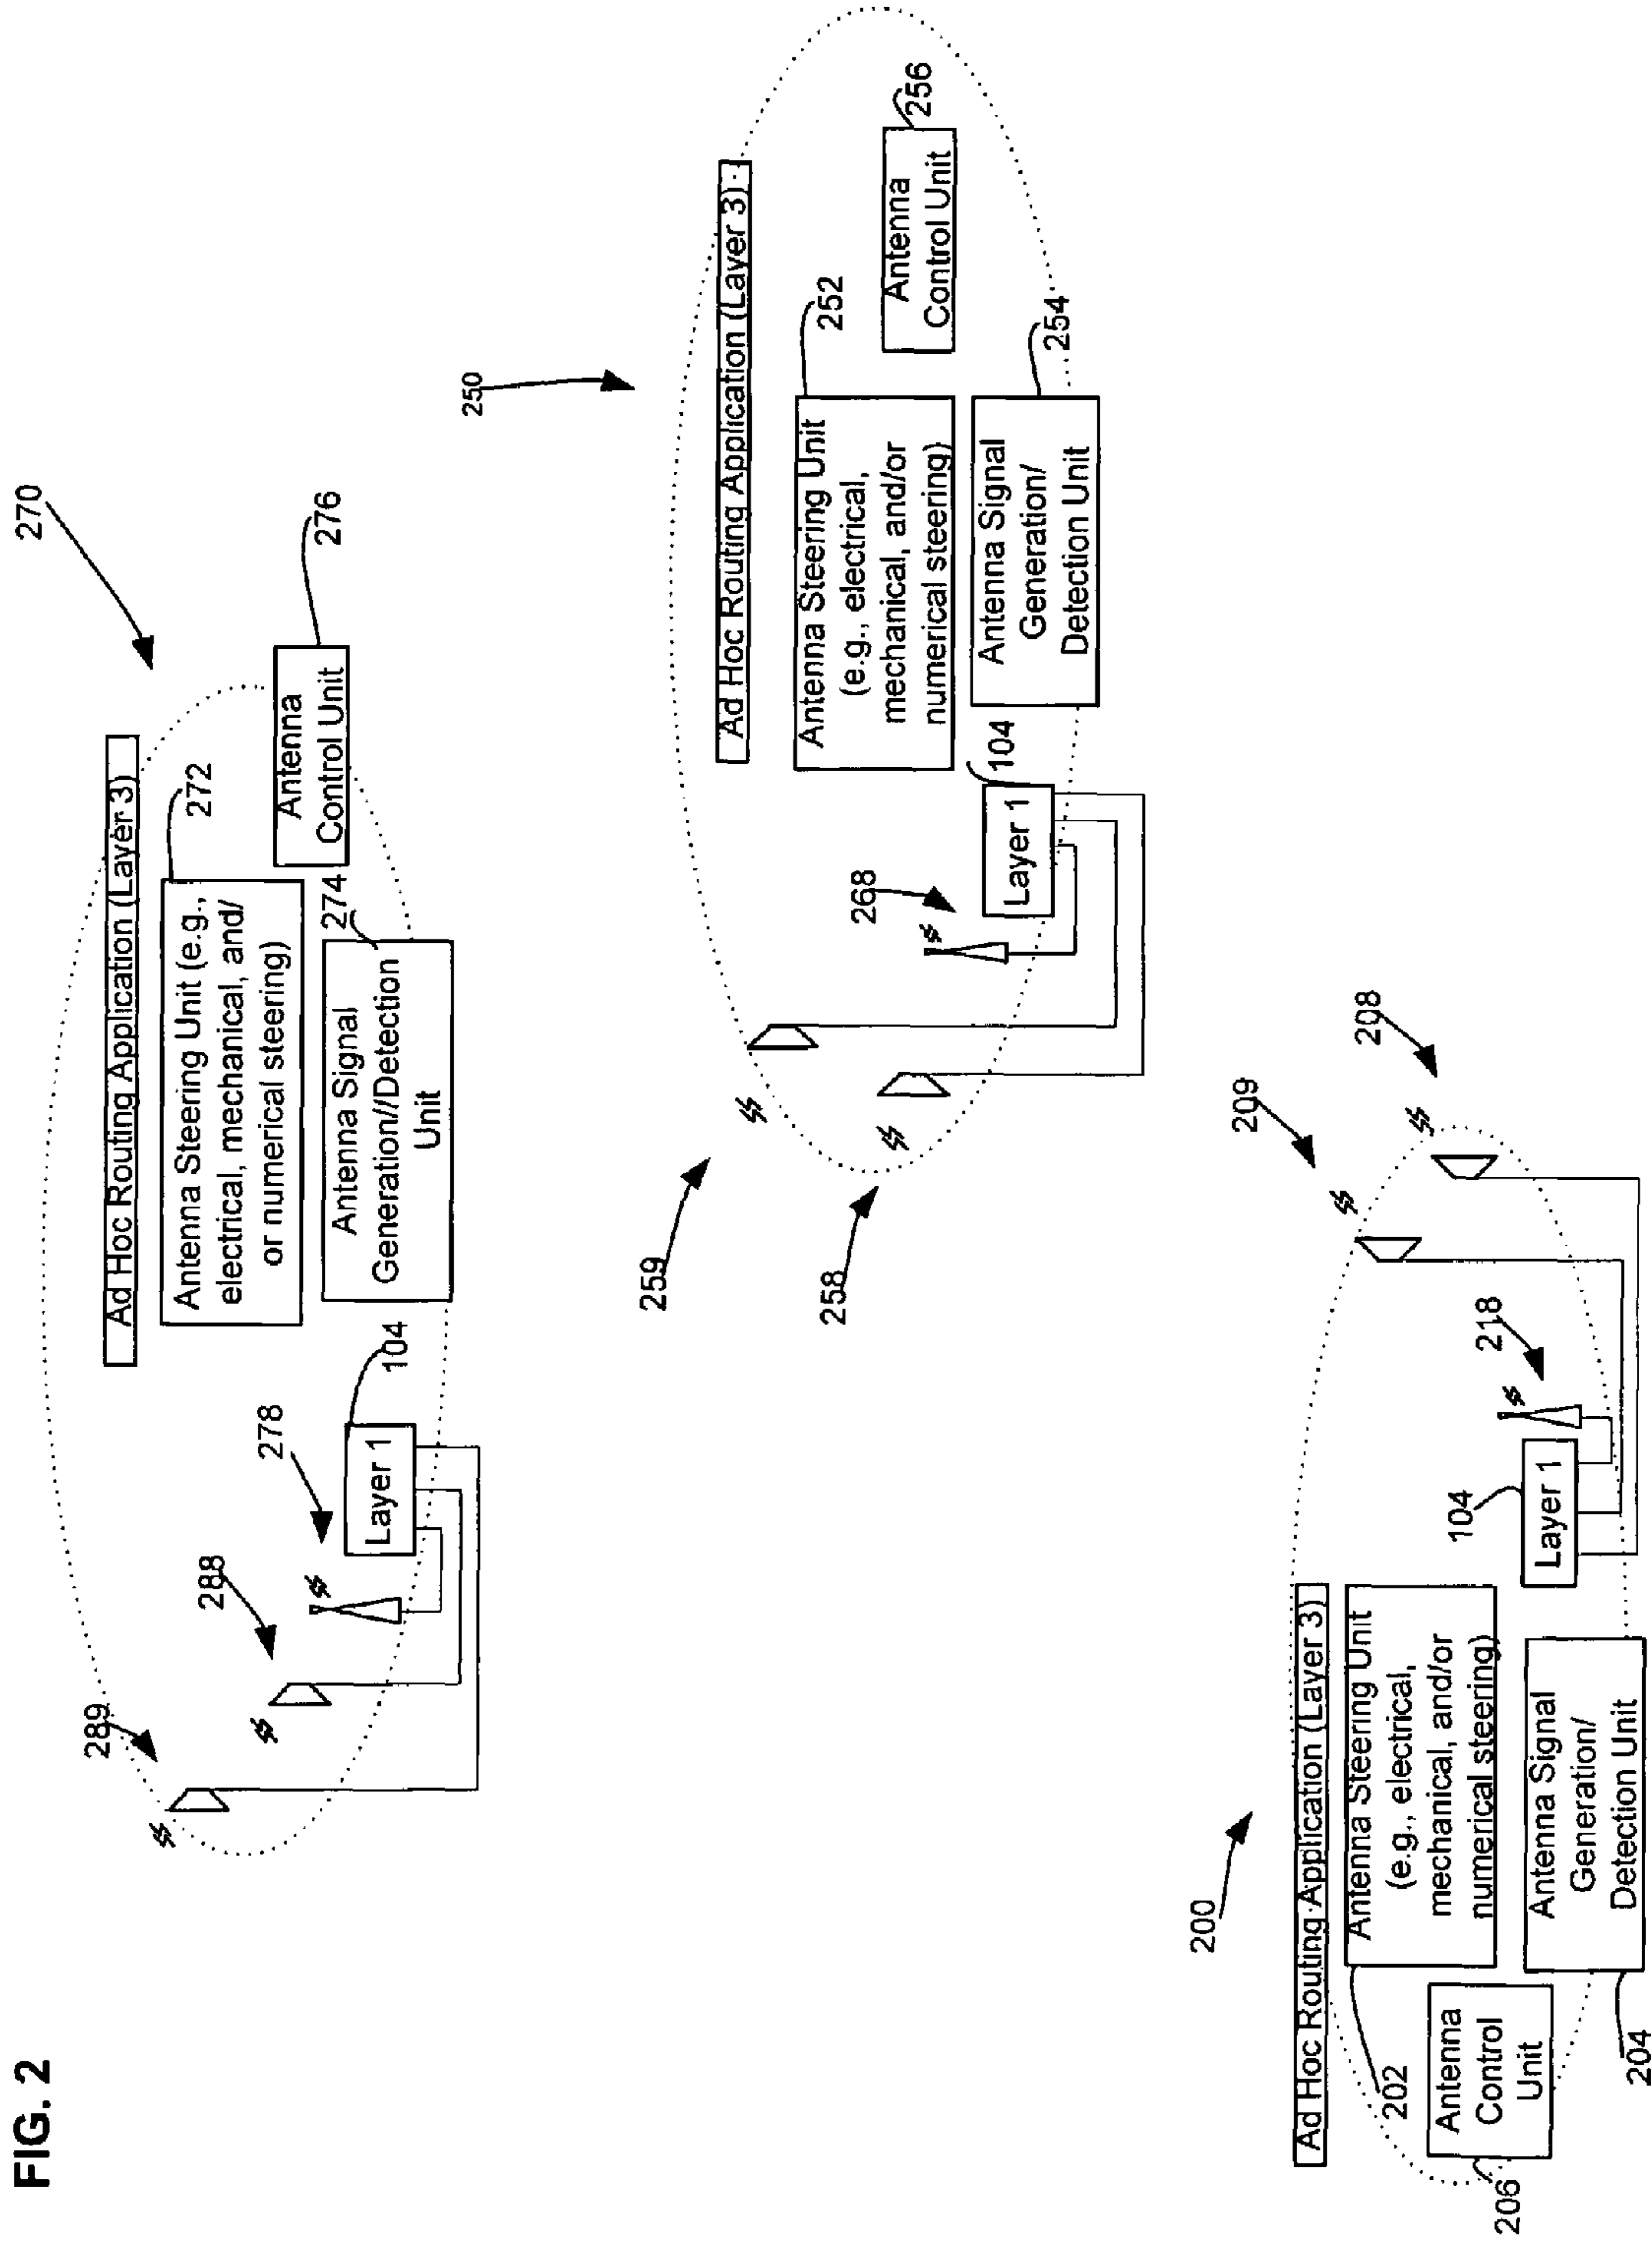 FIG. 2
270
Ad Hoc Routing Application (Layer 3)
272
Antenna Steering Unit (e.g.,
electrical, mechanical, and/
or numerical steering)
276
Antenna
Control Unit
274
Antenna Signal
Generation//Detection
Unit
104
Layer 1
278
288
289
250
Ad Hoc Routing Application (Layer 3)
252
Antenna Steering Unit
(e.g., electrical,
mechanical, and/or
numerical steering)
256
Antenna
Control Unit
254
Antenna Signal
Generation/
Detection Unit
104
Layer 1
268
259
258
200
Ad Hoc Routing Application (Layer 3)
202
Antenna Steering Unit
(e.g., electrical,
mechanical, and/or
numerical steering)
206
Antenna
Control
Unit
204
Antenna Signal
Generation/
Detection Unit
104
Layer 1
218
209
208